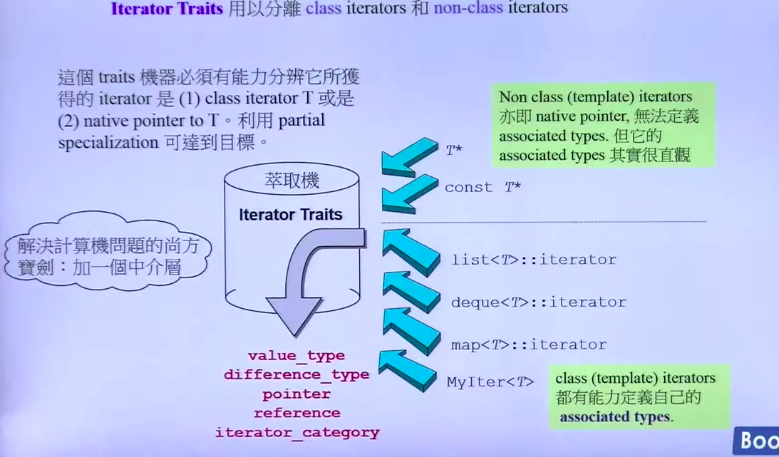 Iterator Traits 用以分離 class iterators 和 non-class iterators
這個 traits 機器必須有能力分辨它所獲
得的 iterator 是 (1) class iterator T 或是
(2) native pointer to T。利用 partial
specialization 可達到目標。
Non class (template) iterators
亦即 native pointer, 無法定義
associated types. 但它的
associated types 其實很直觀
T*
const T*
萃取機
Iterator Traits
解決計算機問題的尚方
寶劍：加一個中介層
list<T>::iterator
deque<T>::iterator
map<T>::iterator
MyIter<T>
value_type
difference_type
pointer
reference
iterator_category
class (template) iterators
都有能力定義自己的
associated types.
Boo